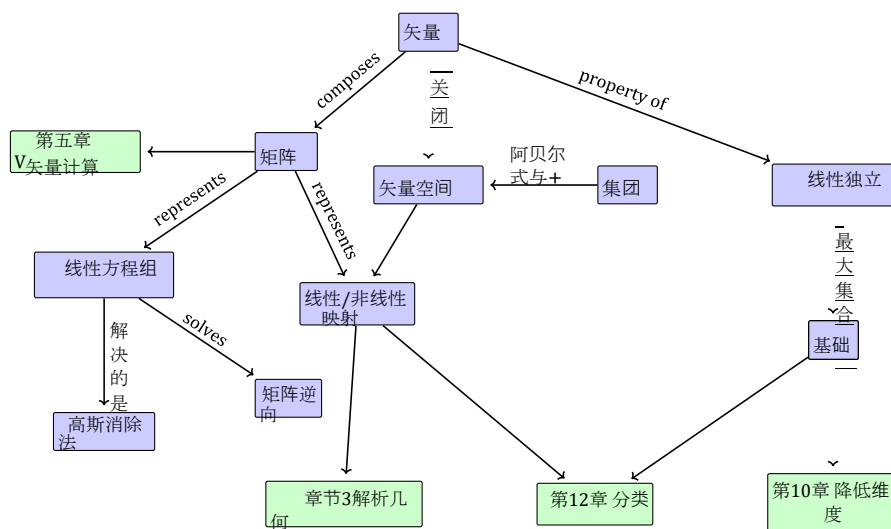 矢量
composes
关
闭
property of
第五章
V矢量计算
矩阵
阿贝尔
式与+
矢量空间
集团
线性独立
represents
represents
最
大
集
合
线性方程组
线性/非线性
映射
解
决
的
是
solves
基础
矩阵逆
向
高斯消除
法
章节3解析几
何
第12章 分类
第10章 降低维
度